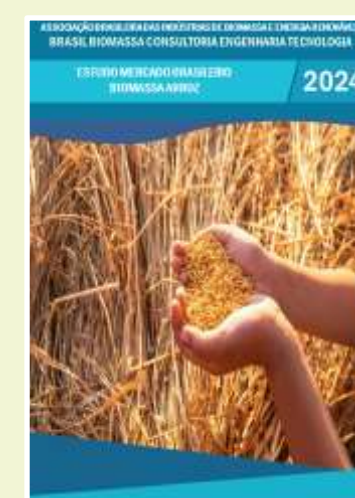 ASSOCIAÇÃO BRASILEIRA DAS INDÚSTRIAS DE BIOMASSA E ENERGIA RENOVÁVEL
BRASIL BIOMASSA CONSULTORIA ENGENHARIA TECNOLOGIA
ESTUDO MERCADO BRASILEIRO
BIOMASSA ARROZ
2024